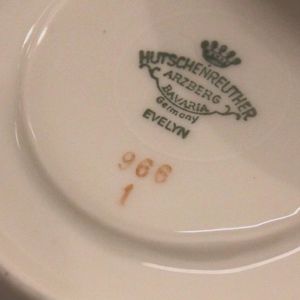 HUTSCHENREUTHER
ARZBERG
BAVARIA
Germany
EVELYN
966
1